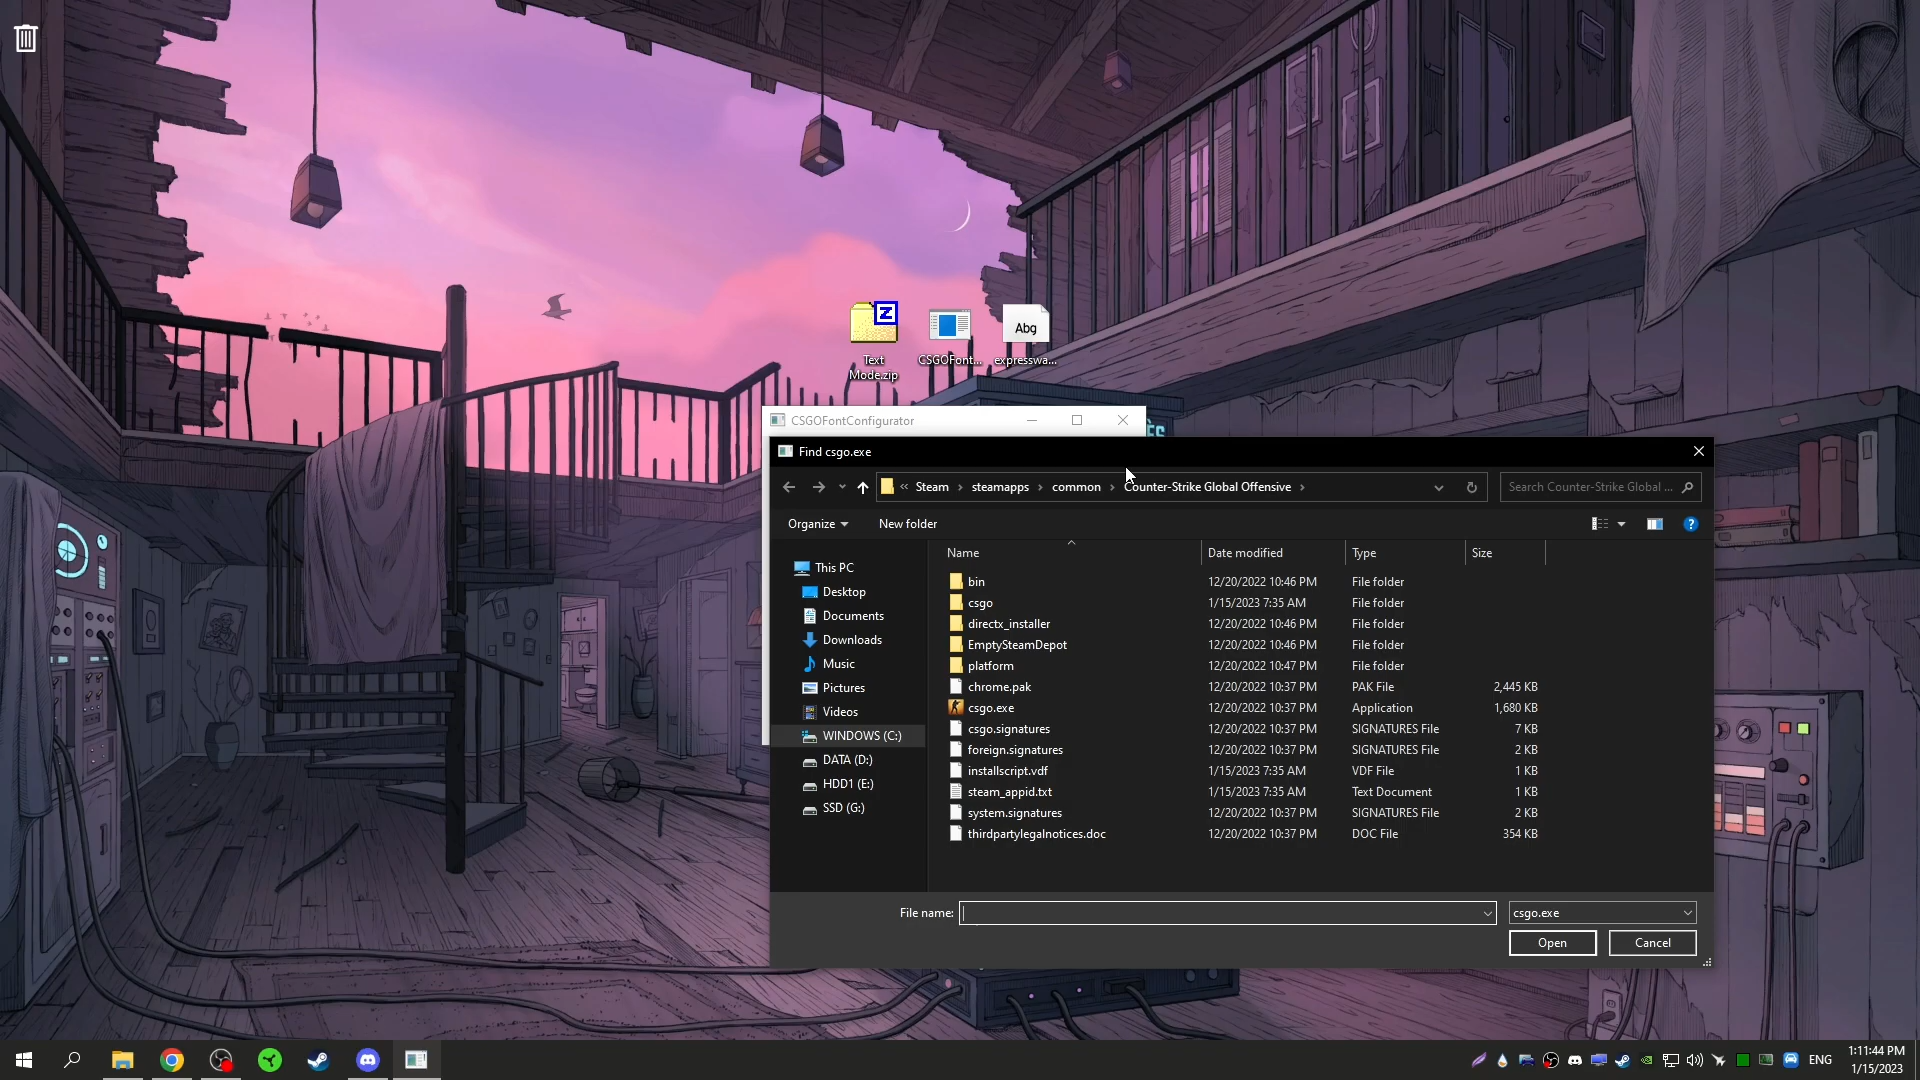 Text
Mode.zip
CSGOFont...
Abg
expresswa...
CSGOFontConfigurator
Find csgo.exe
« Steam › steamapps › common › Counter-Strike Global Offensive ›
Search Counter-Strike Global ...
Organize
New folder
Name
Date modified
Type
Size
This PC
Desktop
Documents
Downloads
Music
Pictures
Videos
WINDOWS (C:)
DATA (D:)
HDD1 (E:)
SSD (G:)
bin 12/20/2022 10:46 PM File folder
csgo 1/15/2023 7:35 AM File folder
directx_installer 12/20/2022 10:46 PM File folder
EmptySteamDepot 12/20/2022 10:46 PM File folder
platform 12/20/2022 10:47 PM File folder
chrome.pak 12/20/2022 10:37 PM PAK File 2,445 KB
csgo.exe 12/20/2022 10:37 PM Application 1,680 KB
csgo.signatures 12/20/2022 10:37 PM SIGNATURES File 7 KB
foreign.signatures 12/20/2022 10:37 PM SIGNATURES File 2 KB
installscript.vdf 1/15/2023 7:35 AM VDF File 1 KB
steam_appid.txt 1/15/2023 7:35 AM Text Document 1 KB
system.signatures 12/20/2022 10:37 PM SIGNATURES File 2 KB
thirdpartylegalnotices.doc 12/20/2022 10:37 PM DOC File 354 KB
File name:
csgo.exe
Open
Cancel
ENG
1:11:44 PM
1/15/2023